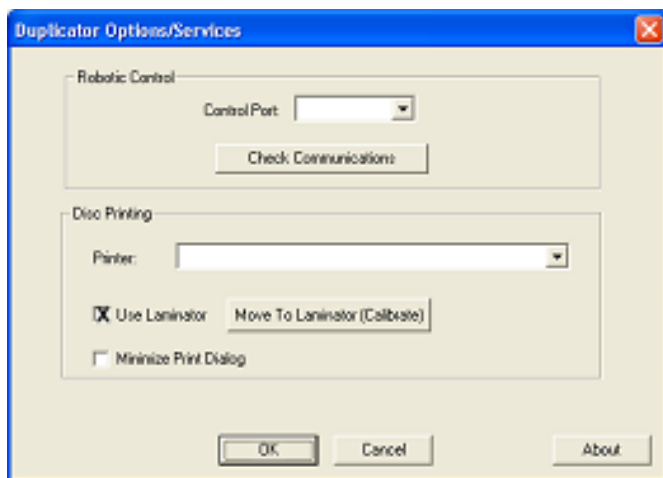 Duplicator Options/Services
Robotic Control
Control Port
Check Communications
Disc Printing
Printer:
Use Laminator Move To Laminator (Calibrate)
Minimize Print Dialog
OK Cancel About